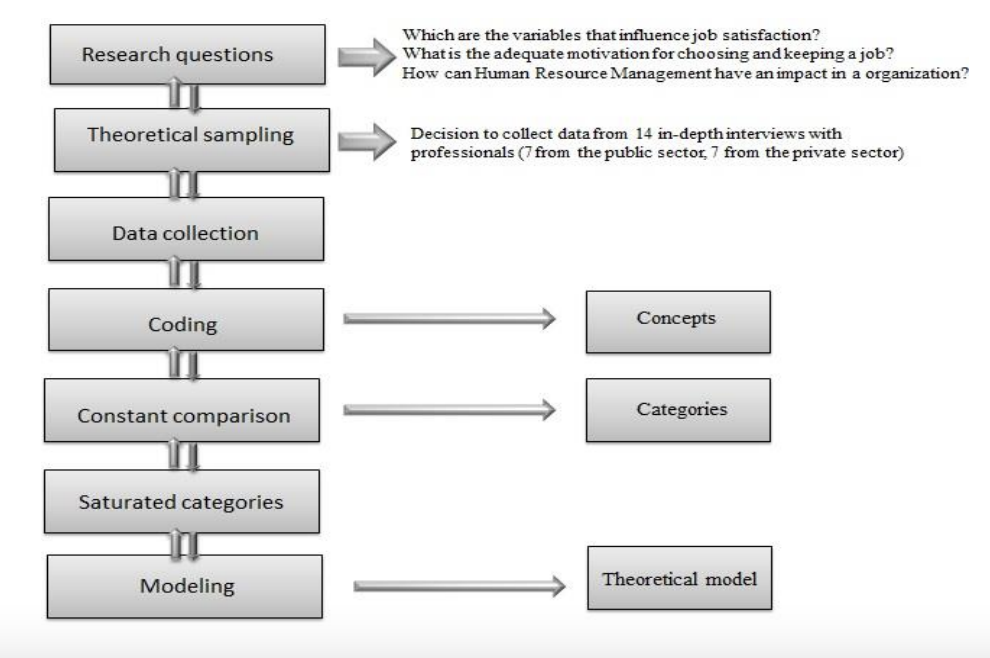 Research questions
Which are the variables that influence job satisfaction?
What is the adequate motivation for choosing and keeping a job?
How can Human Resource Management have an impact in a organization?
Theoretical sampling
Decision to collect data from 14 in-depth interviews with
professionals (7 from the public sector, 7 from the private sector)
Data collection
Coding
Concepts
Constant comparison
Categories
Saturated categories
Modeling
Theoretical model